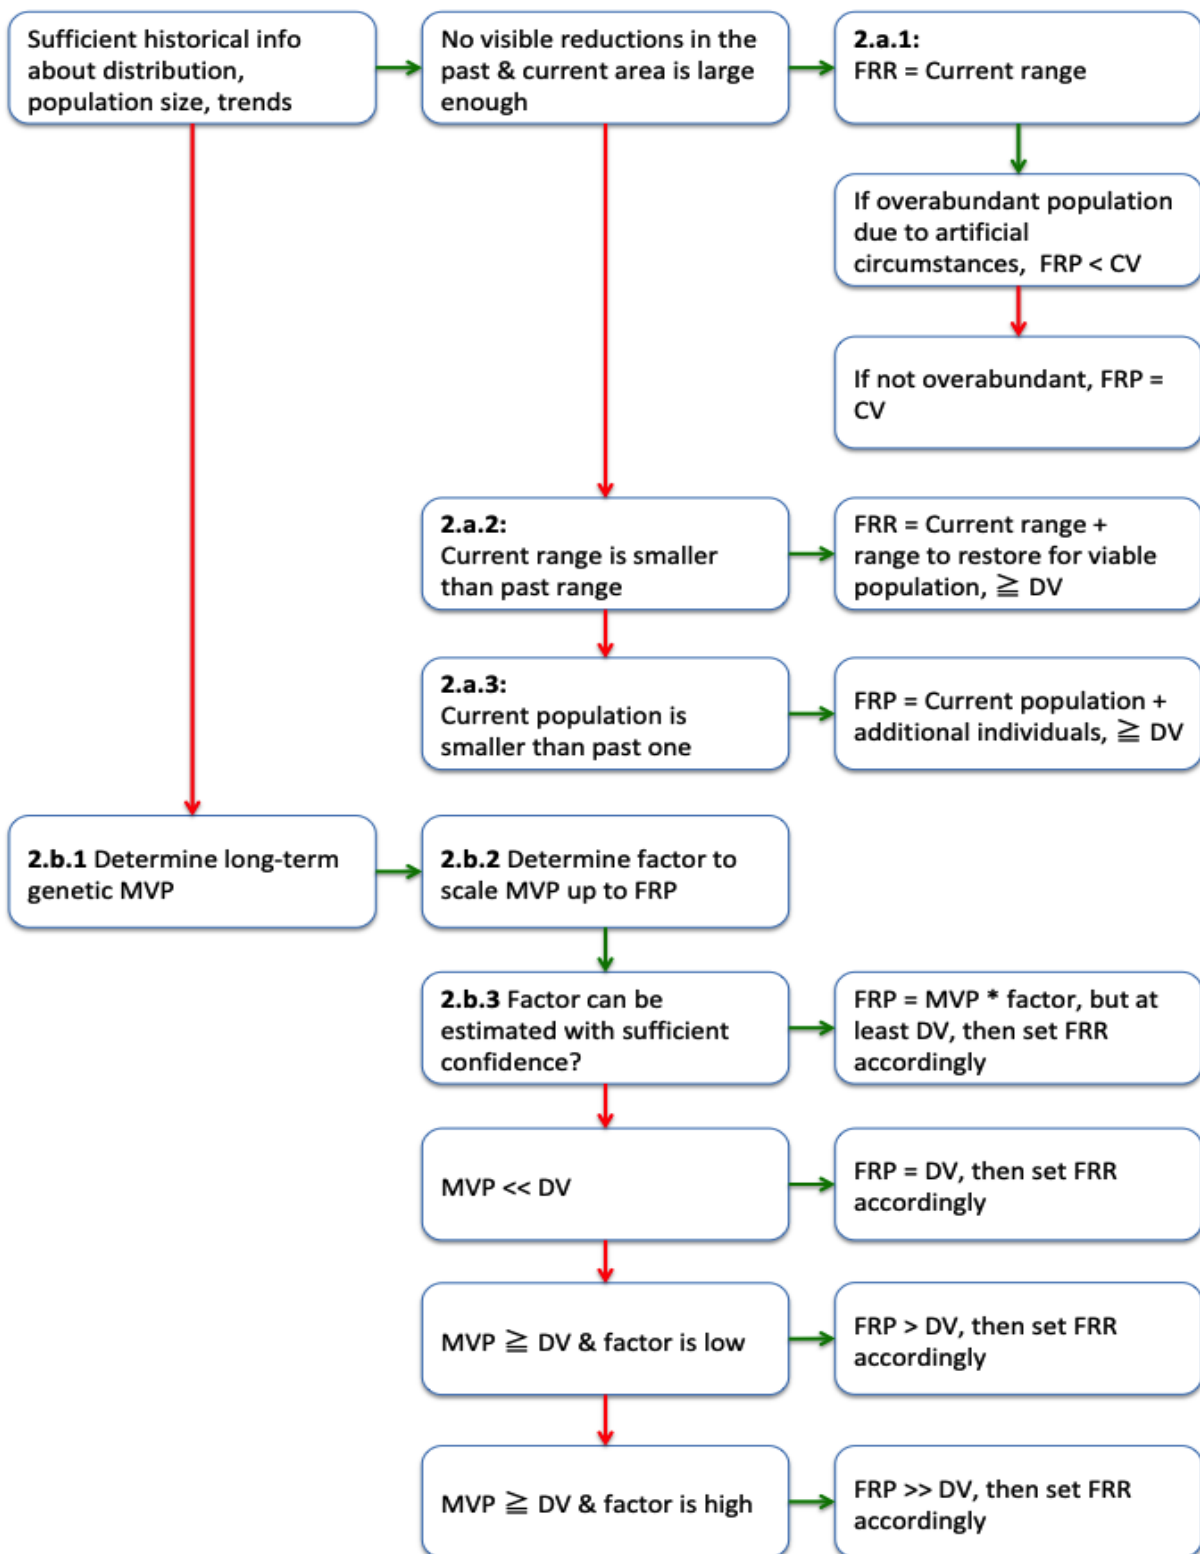 Sufficient historical info
about distribution,
population size, trends
No visible reductions in the
past & current area is large
enough
2.a.1:
FRR = Current range
If overabundant population
due to artificial
circumstances, FRP < CV
If not overabundant, FRP =
CV
2.a.2:
Current range is smaller
than past range
FRR = Current range +
range to restore for viable
population, ≧ DV
2.a.3:
Current population is
smaller than past one
FRP = Current population +
additional individuals, ≧ DV
2.b.1 Determine long-term
genetic MVP
2.b.2 Determine factor to
scale MVP up to FRP
2.b.3 Factor can be
estimated with sufficient
confidence?
FRP = MVP * factor, but at
least DV, then set FRR
accordingly
MVP << DV
FRP = DV, then set FRR
accordingly
MVP ≧ DV & factor is low
FRP > DV, then set FRR
accordingly
MVP ≧ DV & factor is high
FRP >> DV, then set FRR
accordingly